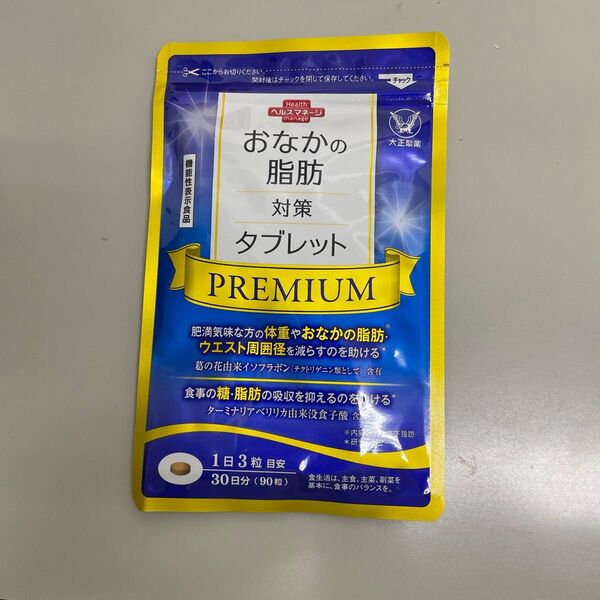 ここからお切りください。
開封後はチャックを閉じて保存してください。
チャック
Health
ヘルスマネージ
manage
大正製薬
機能性表示食品
おなかの
脂肪
対策
タブレット
PREMIUM
肥満気味な方の体重やおなかの脂肪・
ウエスト周囲径を減らすのを助ける*
葛の花由来イソフラボン(テクトリゲニン類として)含有
食事の糖・脂肪の吸収を抑えるのを助ける*
ターミナリアベリリカ由来没食子酸 含
※内 下脂肪
*研
1日3粒 目安
30日分(90粒)
食生活は、主食、主菜、副菜を
基本に、食事のバランスを。